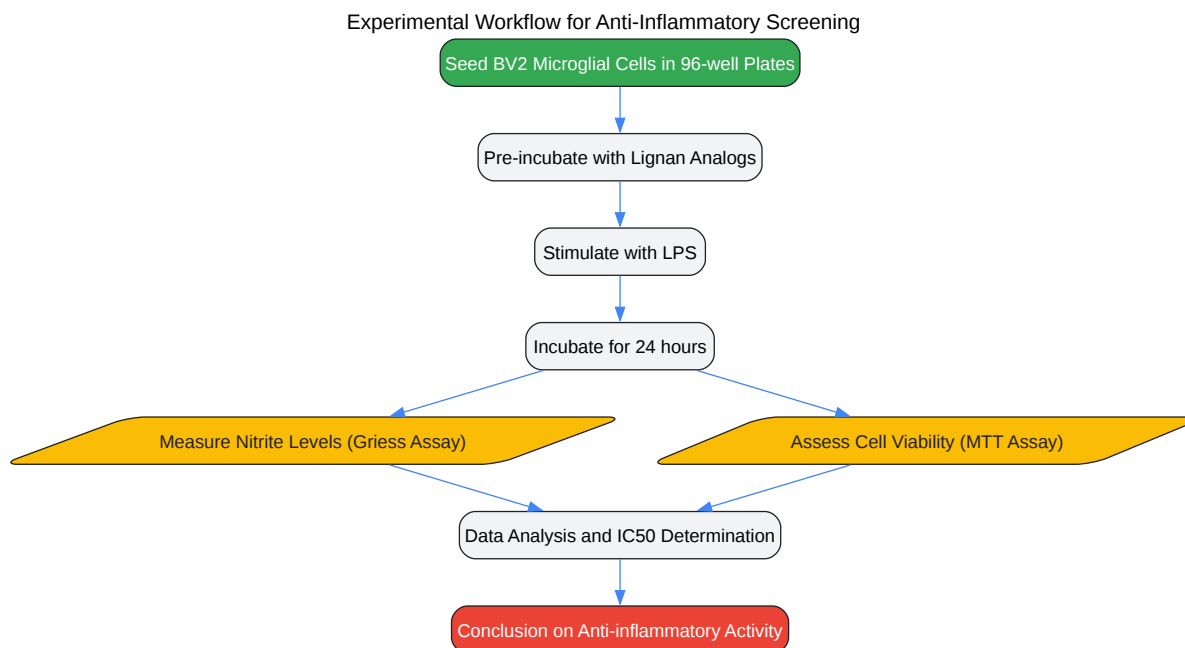 Experimental Workflow for Anti-Inflammatory Screening
Seed BV2 Microglial Cells in 96-well Plates
Pre-incubate with Lignan Analogs
Stimulate with LPS
Incubate for 24 hours
Measure Nitrite Levels (Griess Assay)
Assess Cell Viability (MTT Assay)
Data Analysis and IC50 Determination
Conclusion on Anti-inflammatory Activity